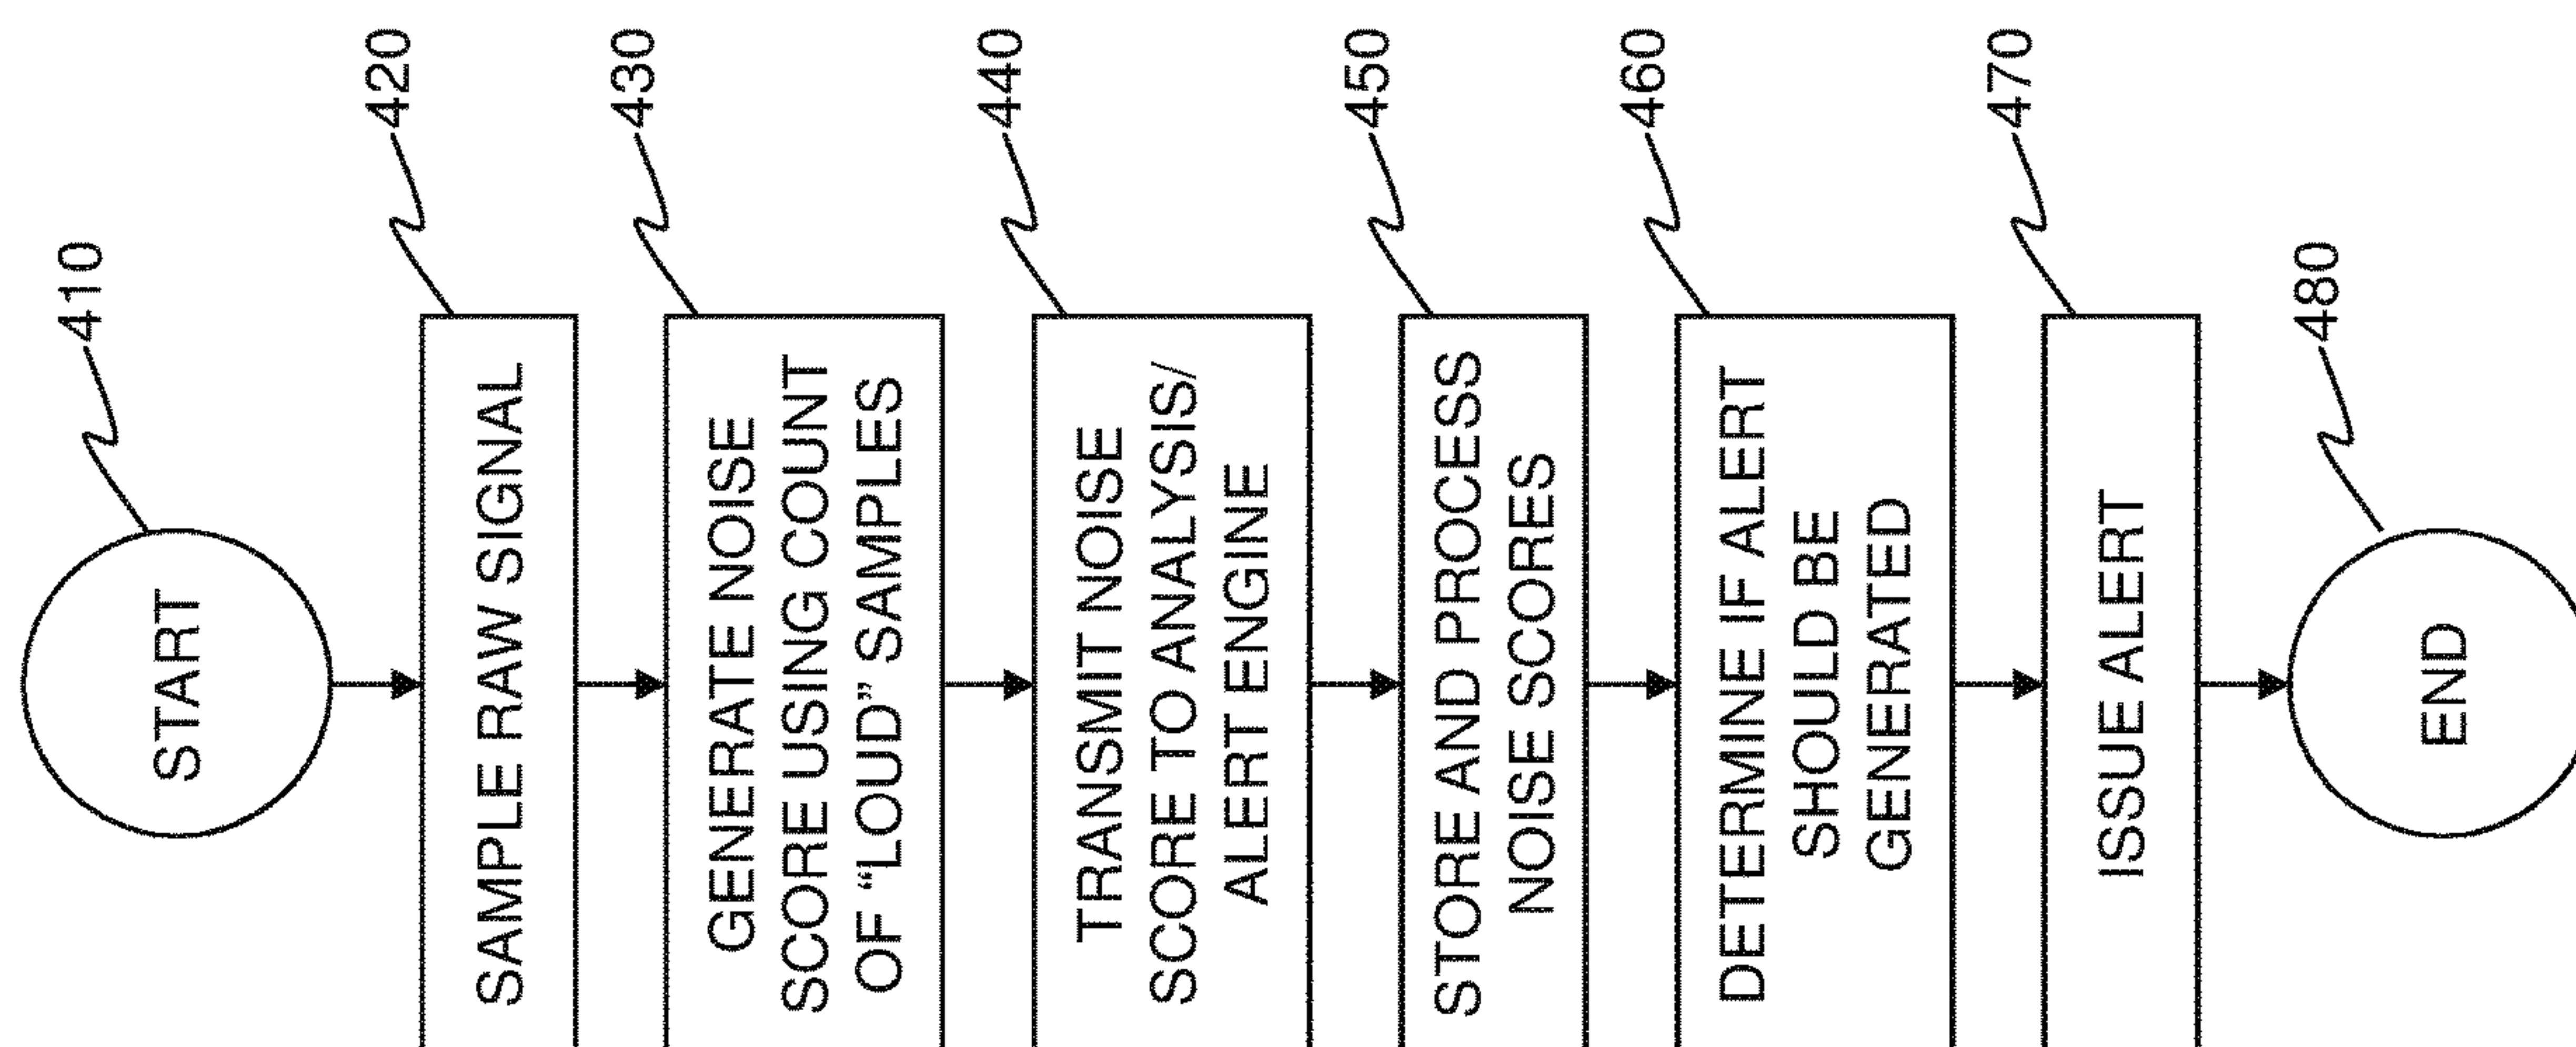 410
START
420
SAMPLE RAW SIGNAL
430
GENERATE NOISE
SCORE USING COUNT
OF “LOUD” SAMPLES
440
TRANSMIT NOISE
SCORE TO ANALYSIS/
ALERT ENGINE
450
STORE AND PROCESS
NOISE SCORES
460
DETERMINE IF ALERT
SHOULD BE
GENERATED
470
ISSUE ALERT
480
END